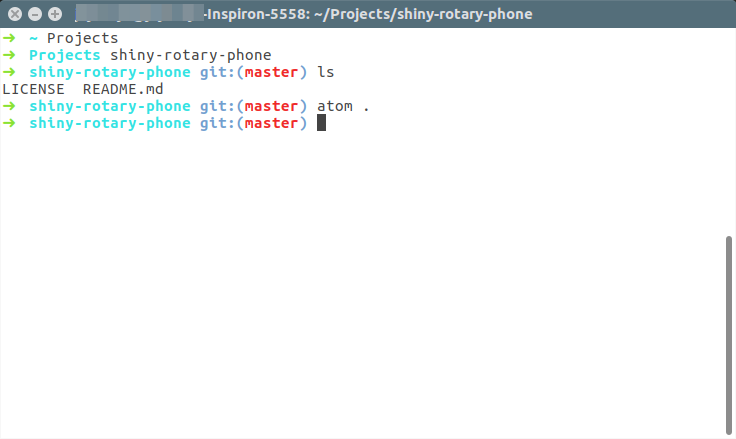 -Inspiron-5558: ~/Projects/shiny-rotary-phone
➜ ~ Projects
➜ Projects shiny-rotary-phone
➜ shiny-rotary-phone git:(master) ls
LICENSE README.md
➜ shiny-rotary-phone git:(master) atom .
➜ shiny-rotary-phone git:(master)